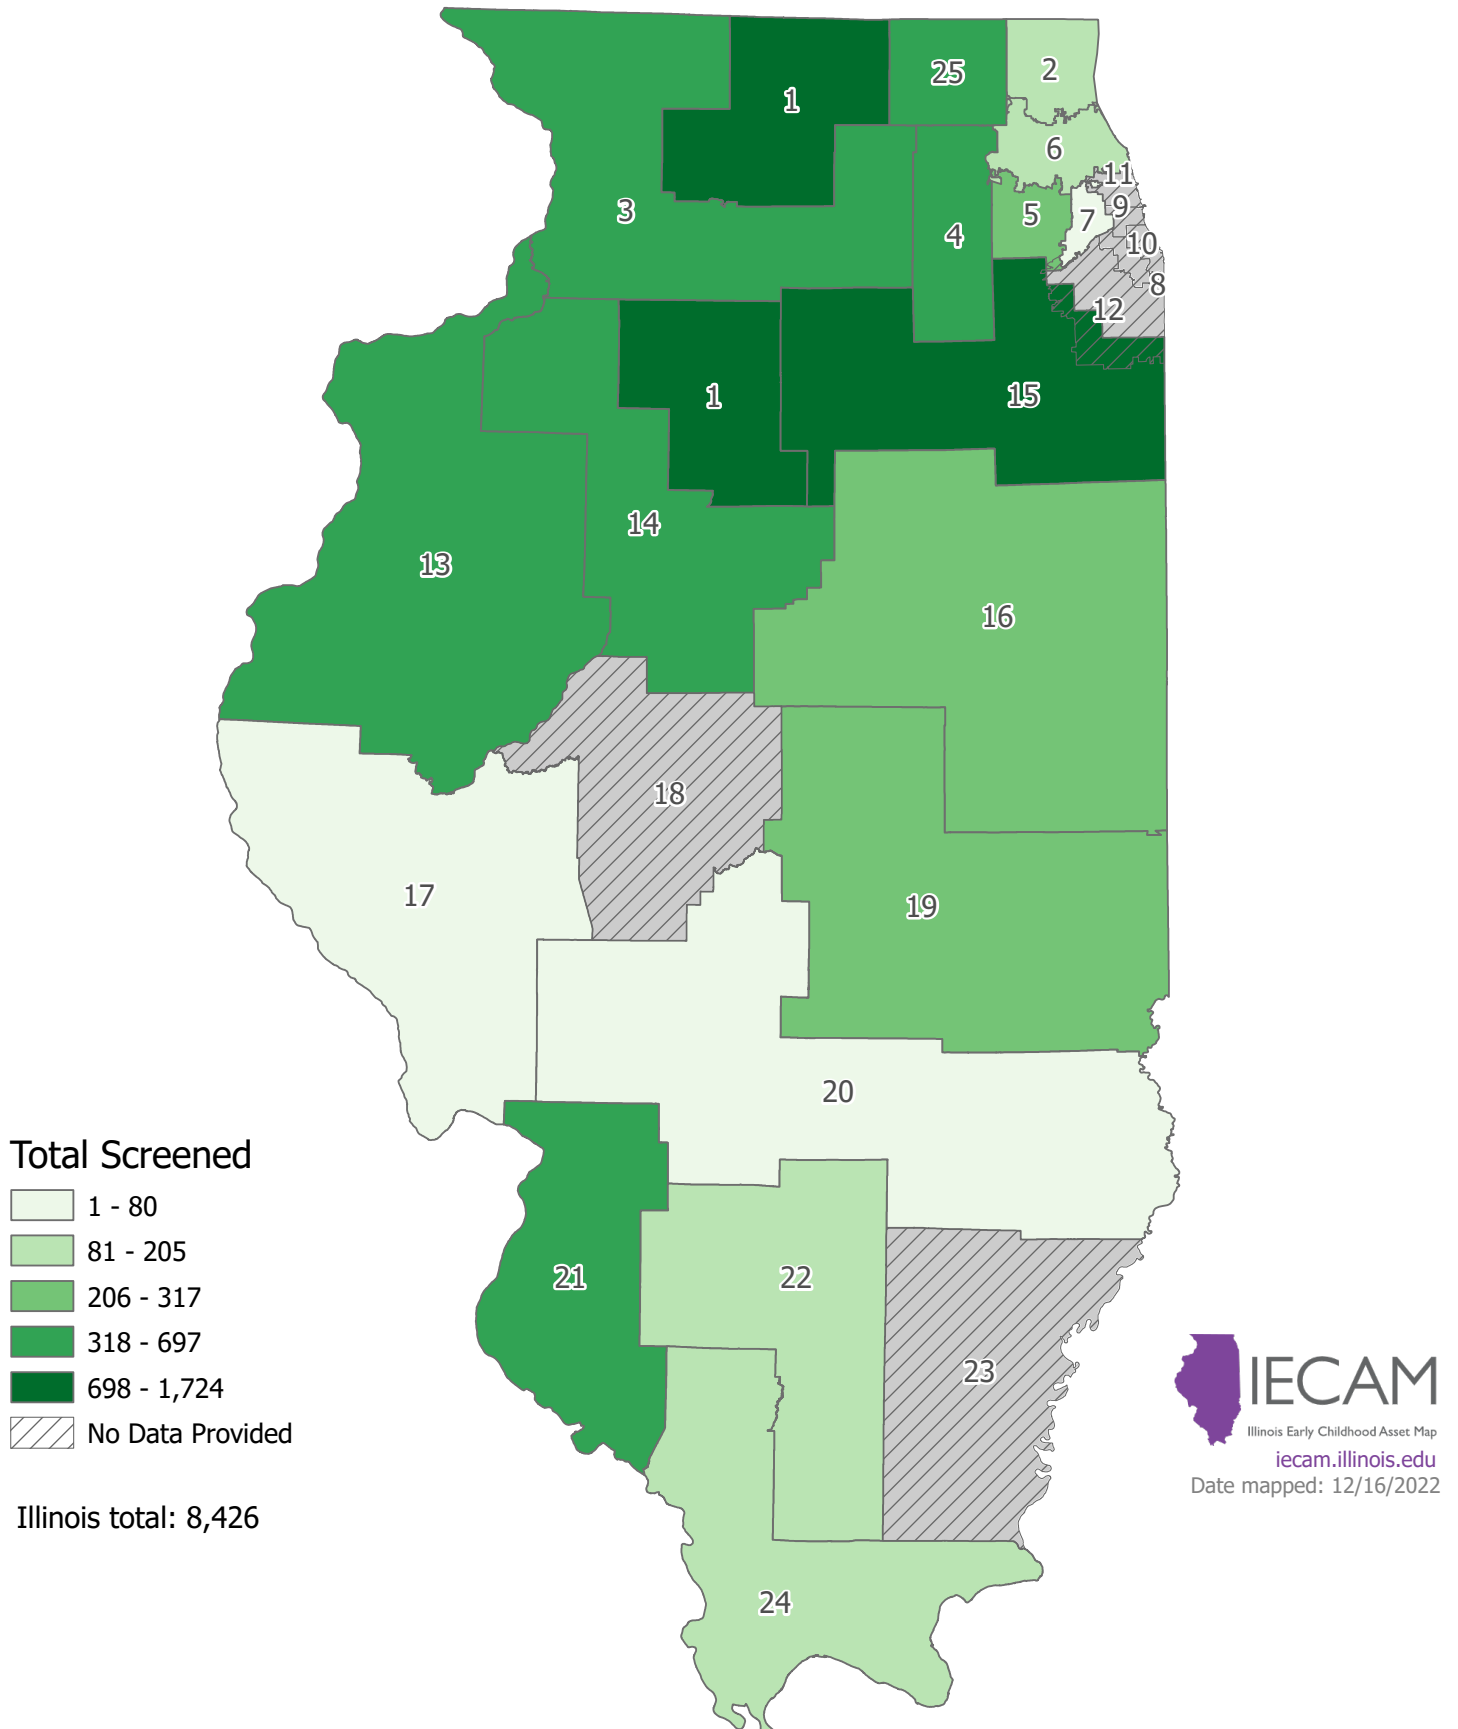 1
25
2
6
11
3
5
7
9
4
10
8
12
1
15
14
13
16
18
17
19
20
21
22
23
24
Total Screened
1 - 80
81 - 205
206 - 317
318 - 697
698 - 1,724
No Data Provided
Illinois total: 8,426
IECAM
Illinois Early Childhood Asset Map
iecam.illinois.edu
Date mapped: 12/16/2022